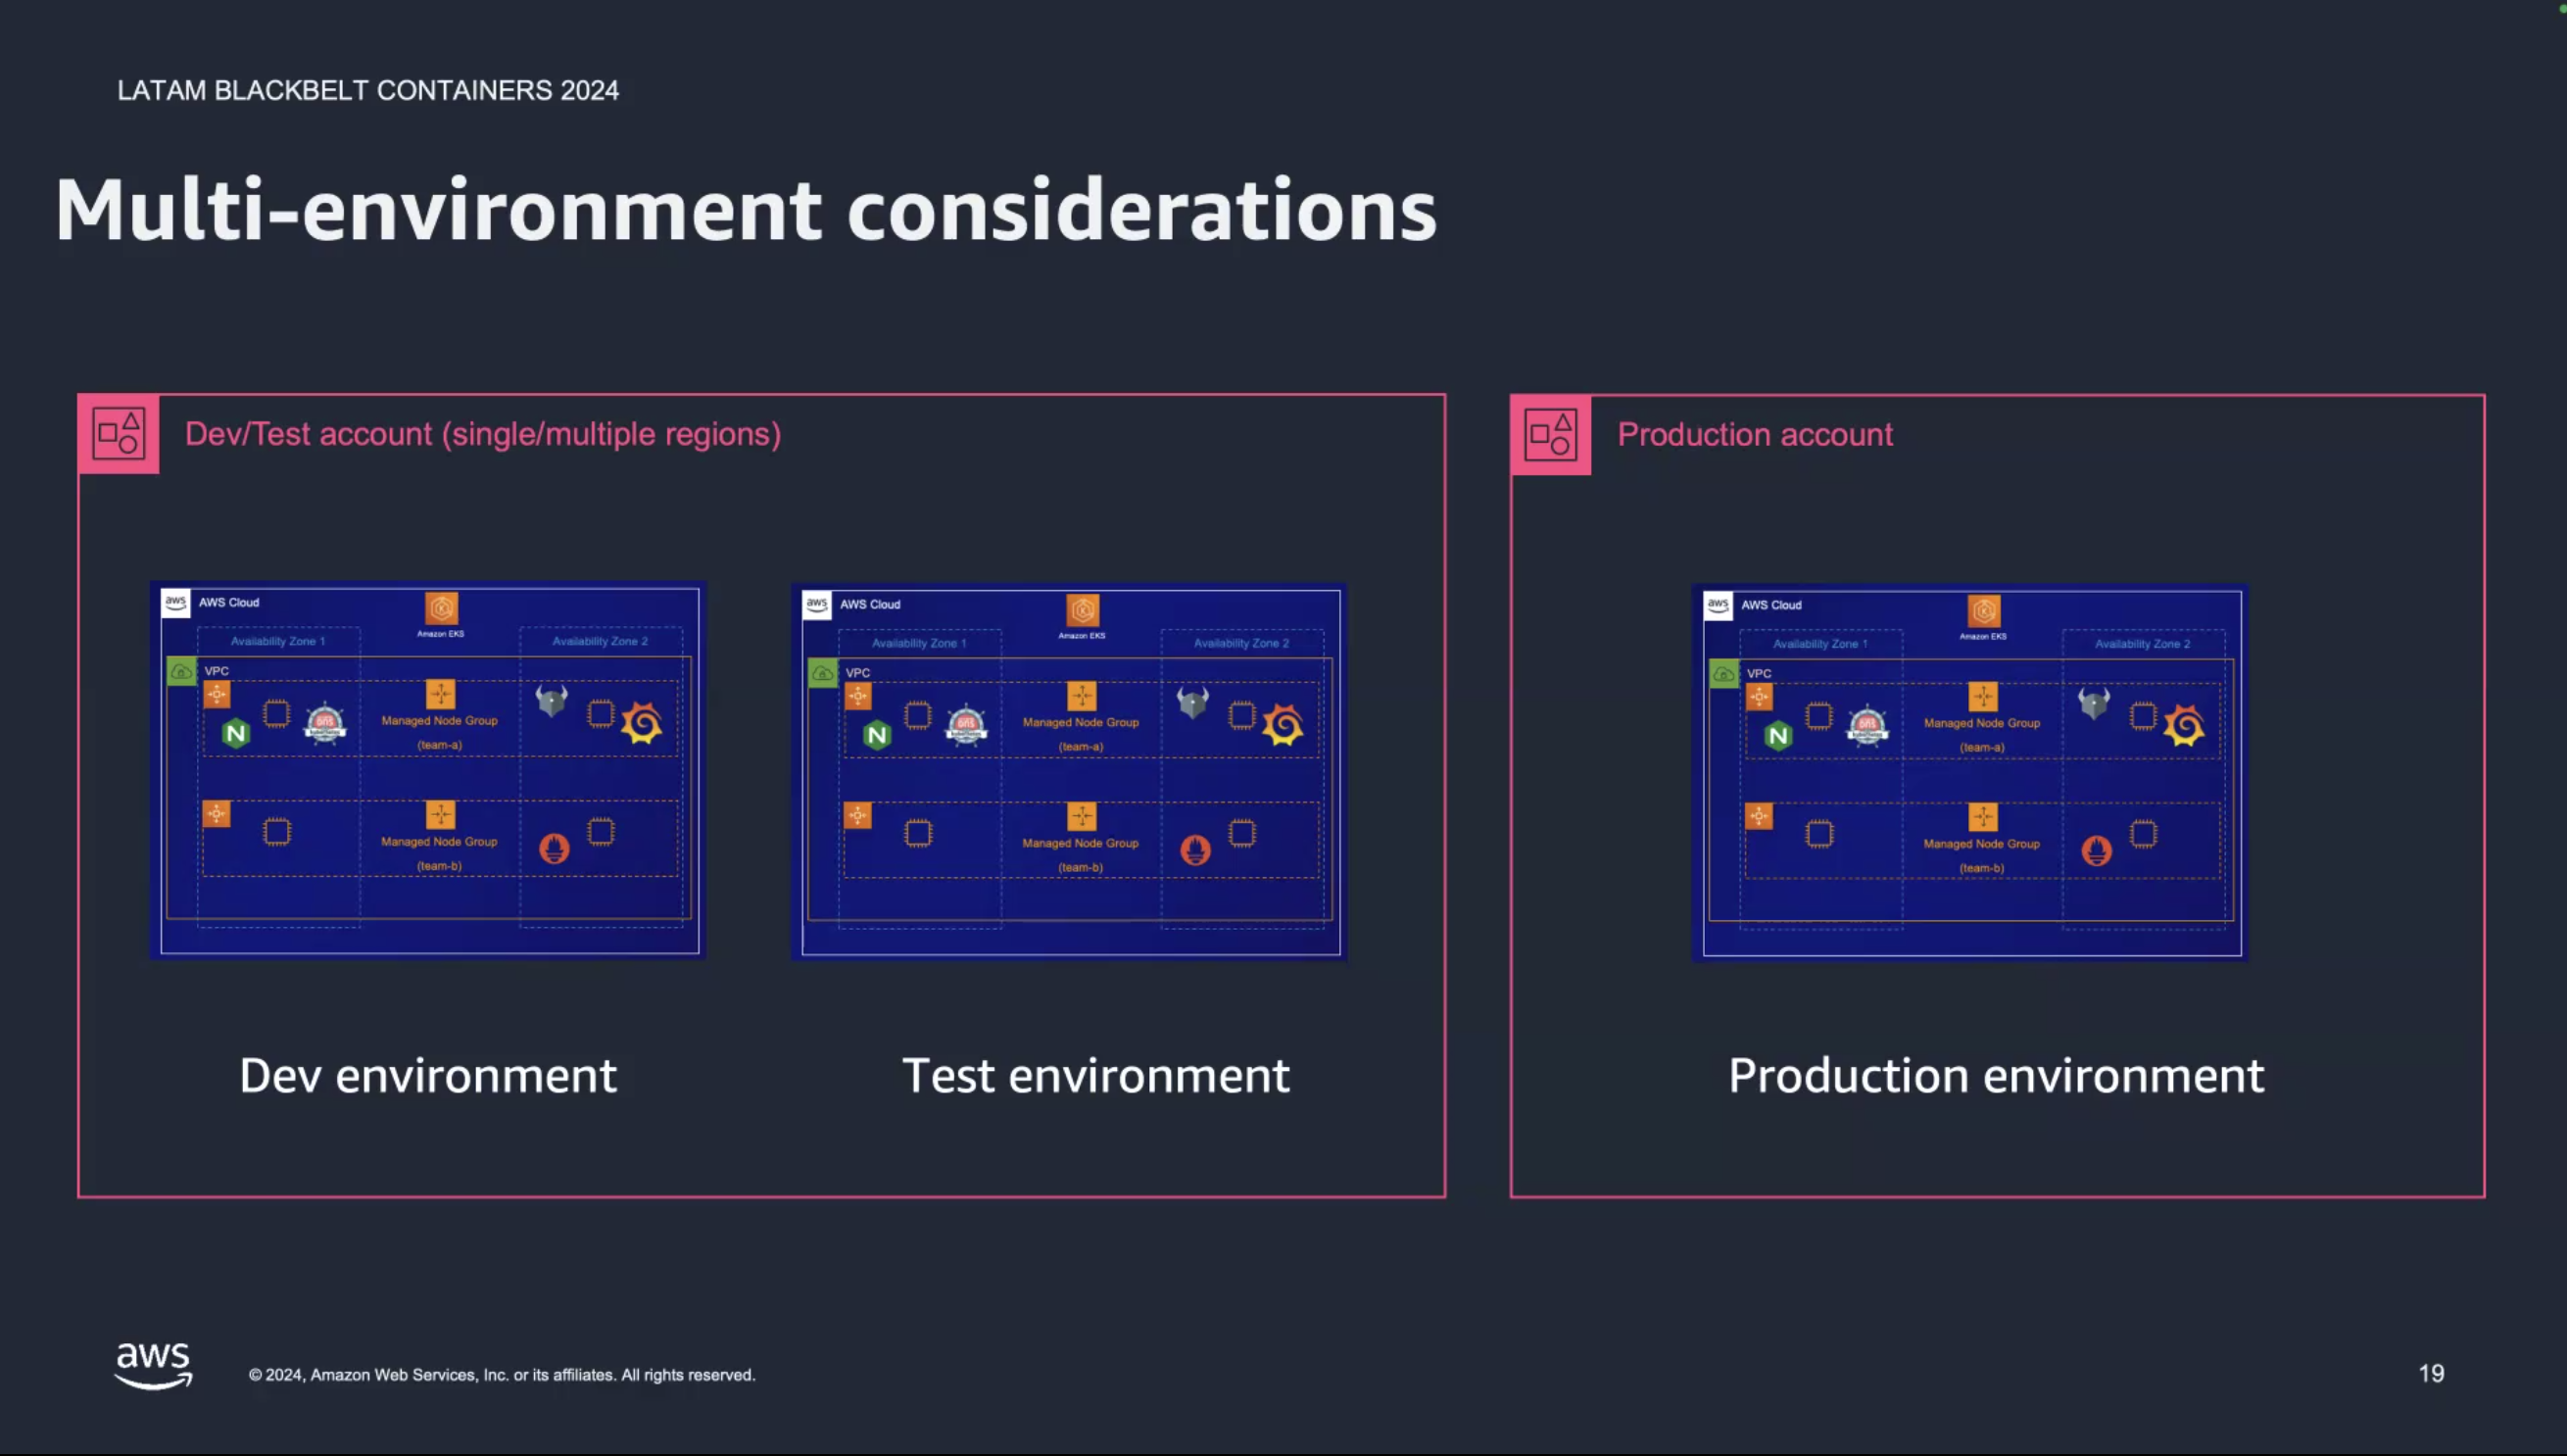 LATAM BLACKBELT CONTAINERS 2024
Multi-environment considerations
Dev/Test account (single/multiple regions)
aws
AWS Cloud
Amazon EKS
Availability Zone 1
Availability Zone 2
VPC
N
Managed Node Group
(team-a)
Managed Node Group
(team-b)
Dev environment
aws
AWS Cloud
Amazon EKS
Availability Zone 1
Availability Zone 2
VPC
N
Managed Node Group
(team-a)
Managed Node Group
(team-b)
Test environment
Production account
aws
AWS Cloud
Amazon EKS
Availability Zone 1
Availability Zone 2
VPC
N
Managed Node Group
(team-a)
Managed Node Group
(team-b)
Production environment
aws
© 2024, Amazon Web Services, Inc. or its affiliates. All rights reserved.
19